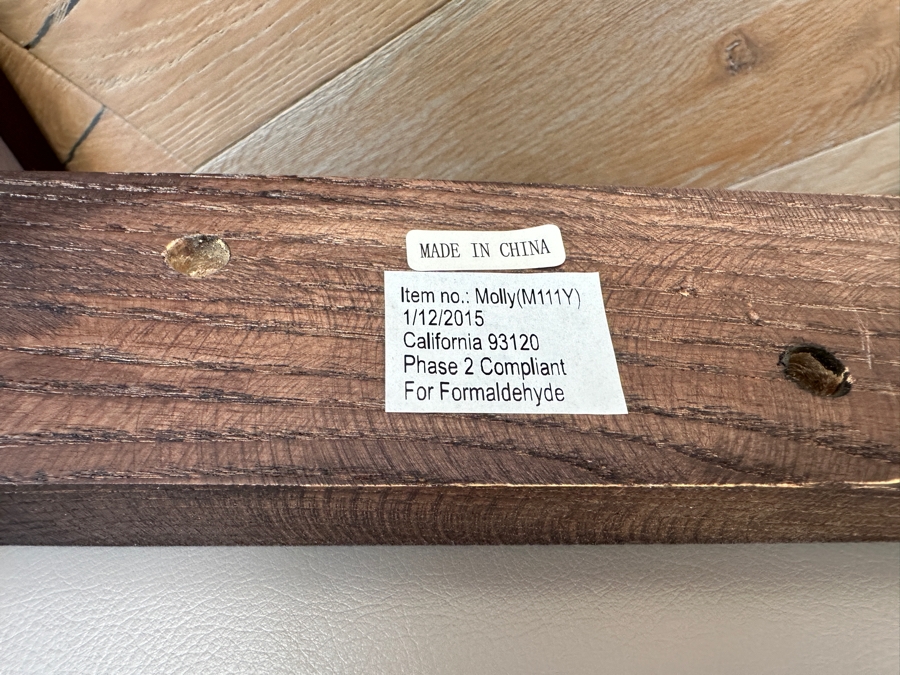 MADE IN CHINA
Item no.: Molly(M111Y)
1/12/2015
California 93120
Phase 2 Compliant
For Formaldehyde